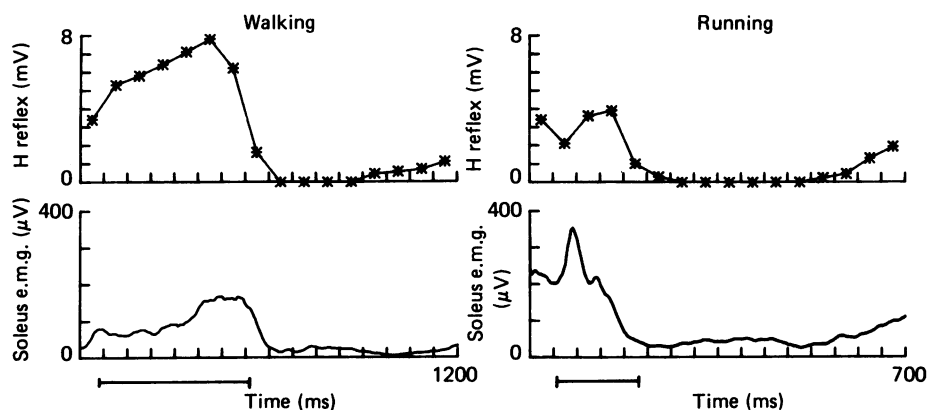 Walking
Running
8
H reflex (mV)
0
8
H reflex (mV)
0
400
Soleus e.m.g. (μV)
0
400
Soleus e.m.g.
(μV)
0
1200
700
Time (ms)
Time (ms)